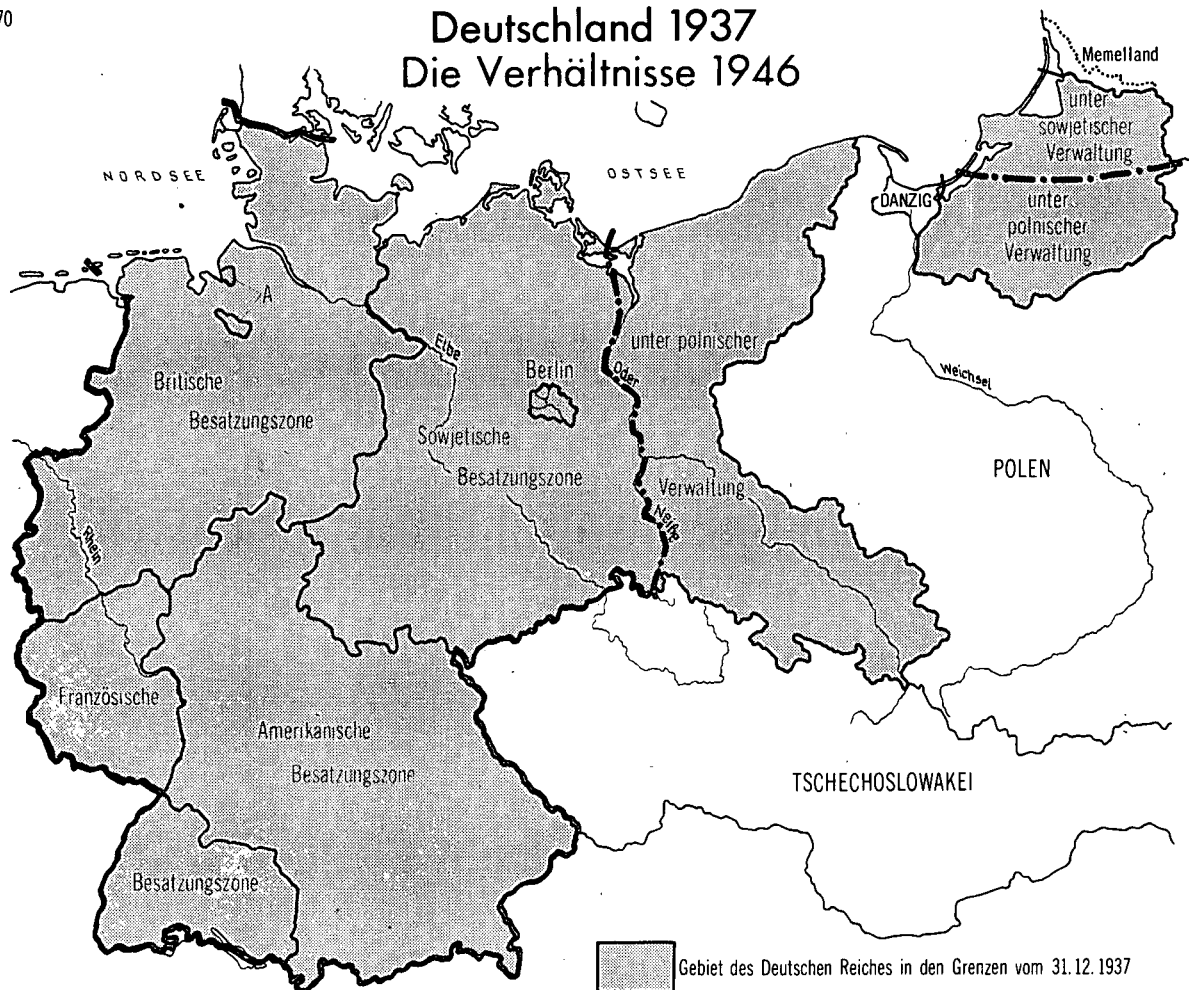 70
Deutschland 1937
Die Verhältnisse 1946
Memelland
unter
sowjetischer
Verwaltung
NORDSEE
OSTSEE
DANZIG
unter
polnischer
Verwaltung
A
Elbe
unter polnischer
Berlin
Oder
Weichsel
Britische
Besatzungszone
Sowjetische
Besatzungszone
POLEN
Verwaltung
Neiße
Rhein
Französische
Amerikanische
Besatzungszone
TSCHECHOSLOWAKEI
Besatzungszone
Gebiet des Deutschen Reiches in den Grenzen vom 31.12.1937